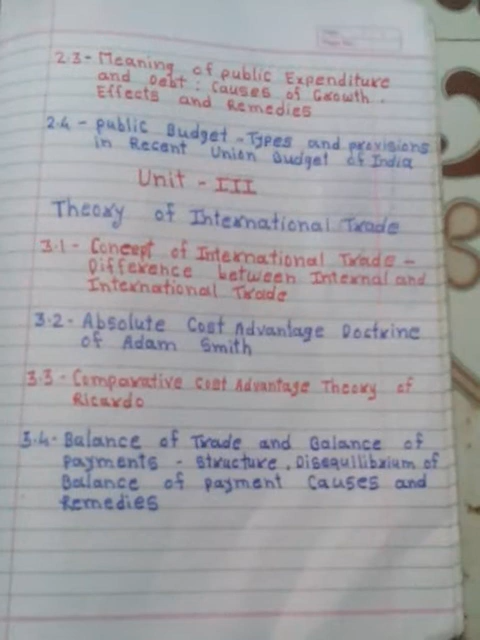 2.3- Meaning of public Expenditure
and Debt: Causes of Growth.
Effects and Remedies
2.4 - public Budget - Types and provisions
in Recent Union Budget of India
Unit - III
Theory of International Trade
3.1- Concept of International Trade -
Difference between Internal and
International Trade
3.2- Absolute Cost Advantage Doctrine
of Adam Smith
3.3- Comparative Cost Advantage Theory of
Ricardo
3.4- Balance of Trade and Balance of
payments - structure, Disequilibrium of
Balance of payment Causes and
Remedies